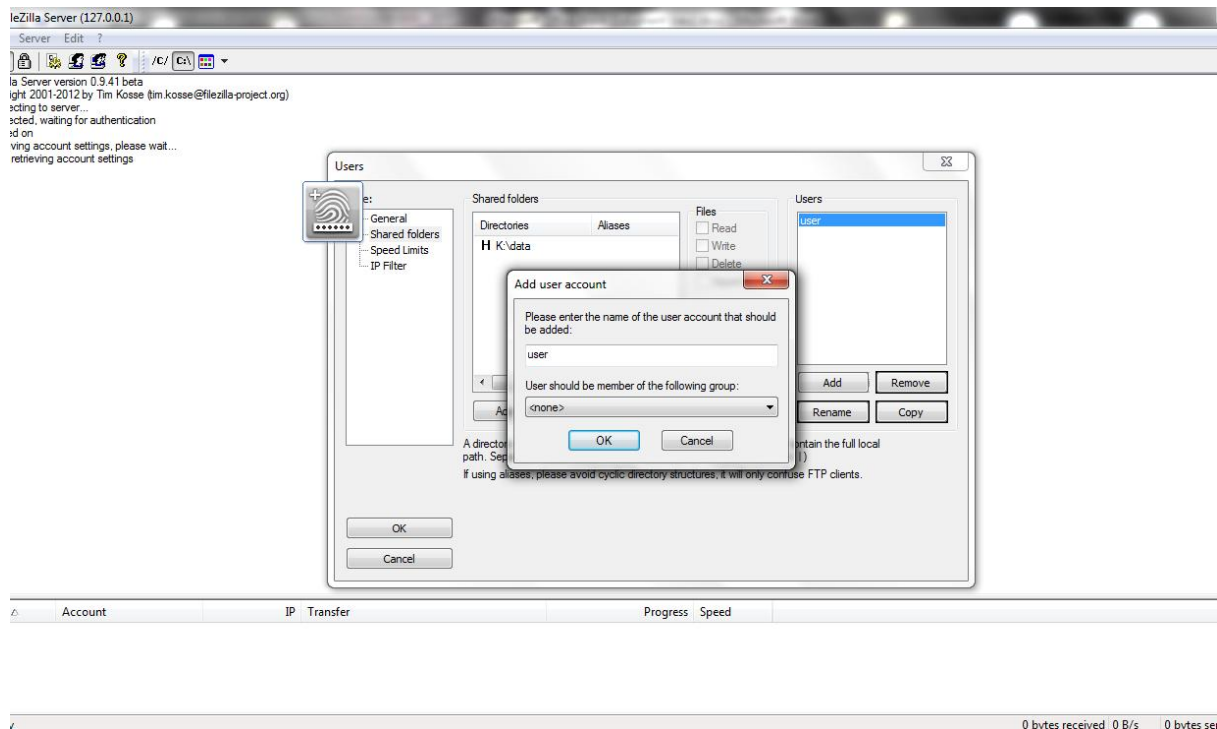 leZilla Server (127.0.0.1)
Server Edit ?
/C/ C:\
la Server version 0.9.41 beta
ight 2001-2012 by Tim Kosse (tim.kosse@filezilla-project.org)
ecting to server...
ected, waiting for authentication
ed on
ving account settings, please wait...
retrieving account settings
Users
e:
General
Shared folders
Speed Limits
IP Filter
Shared folders
Directories Aliases
H K:\data
Files
Read
Write
Delete
Users
user
Add user account
Please enter the name of the user account that should
be added:
user
User should be member of the following group:
<none>
OK Cancel
Add Remove
Rename Copy
A director
ontain the full local
path. Sep
If using aliases, please avoid cyclic directory structures, it will only confuse FTP clients.
OK
Cancel
Account IP Transfer Progress Speed
0 bytes received 0 B/s 0 bytes se